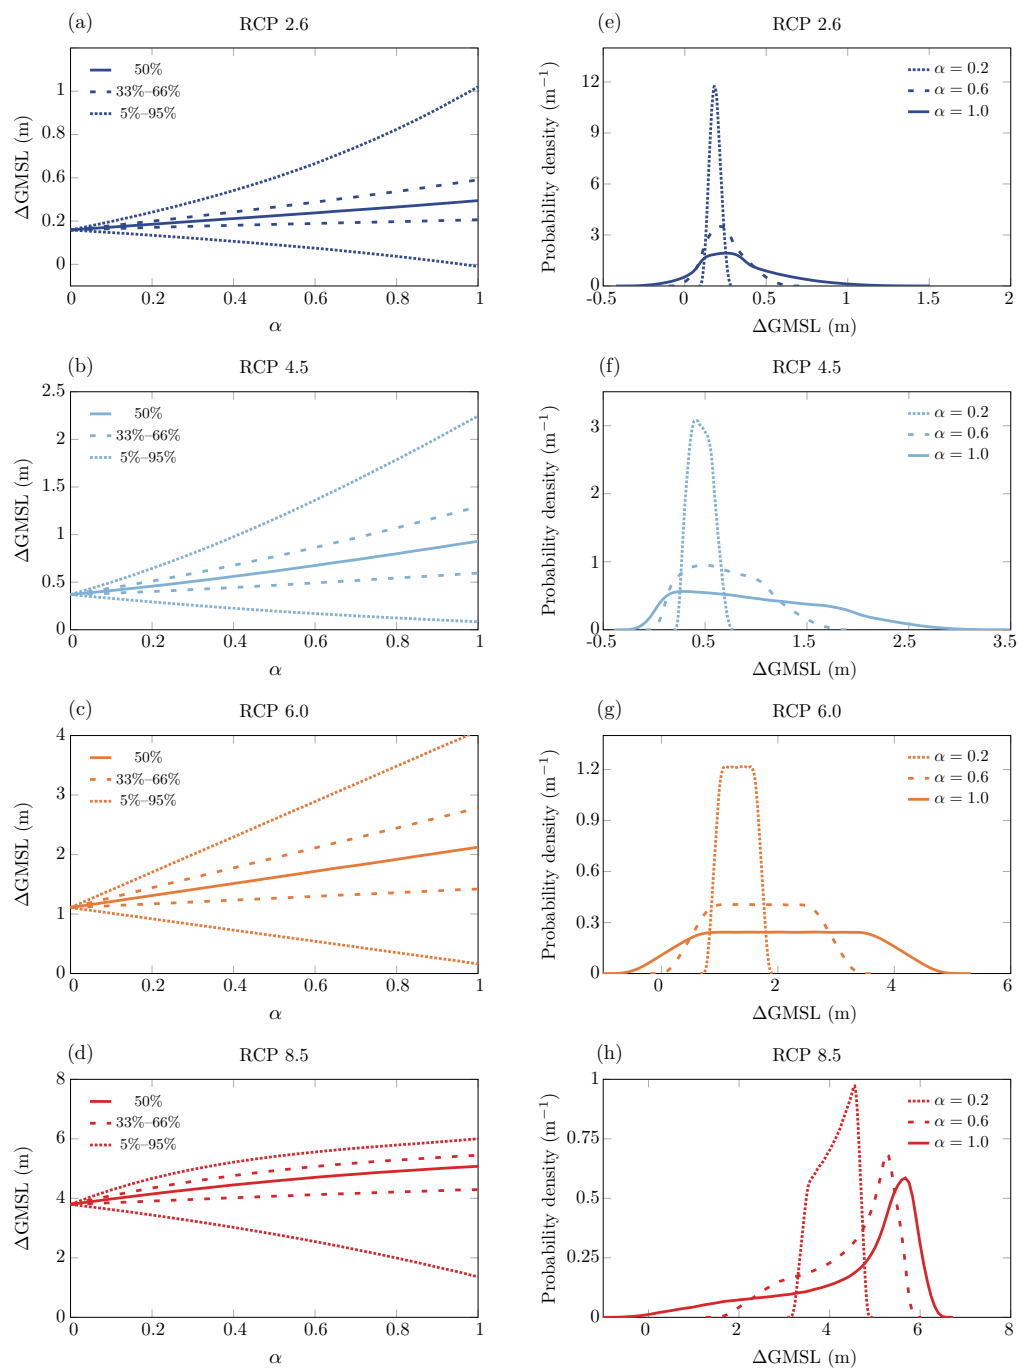 (a)
RCP 2.6
ΔGMSL (m)
1
0.6
0.2
0
50%
33%–66%
5%–95%
0
0.2
0.4
0.6
0.8
1
α
(e)
RCP 2.6
Probability density (m⁻¹)
12
9
6
3
0
α = 0.2
α = 0.6
α = 1.0
-0.5
0
0.5
1
1.5
2
ΔGMSL (m)
(b)
RCP 4.5
ΔGMSL (m)
2.5
2
1.5
1
0.5
0
50%
33%–66%
5%–95%
0
0.2
0.4
0.6
0.8
1
α
(f)
RCP 4.5
Probability density (m⁻¹)
3
2
1
0
α = 0.2
α = 0.6
α = 1.0
-0.5
0.5
1.5
2.5
3.5
ΔGMSL (m)
(c)
RCP 6.0
ΔGMSL (m)
4
3
2
1
0
50%
33%–66%
5%–95%
0
0.2
0.4
0.6
0.8
1
α
(g)
RCP 6.0
Probability density (m⁻¹)
1.2
0.9
0.6
0.3
0
α = 0.2
α = 0.6
α = 1.0
0
2
4
6
ΔGMSL (m)
(d)
RCP 8.5
ΔGMSL (m)
8
6
4
2
0
50%
33%–66%
5%–95%
0
0.2
0.4
0.6
0.8
1
α
(h)
RCP 8.5
Probability density (m⁻¹)
1
0.75
0.5
0.25
0
α = 0.2
α = 0.6
α = 1.0
0
2
4
6
8
ΔGMSL (m)